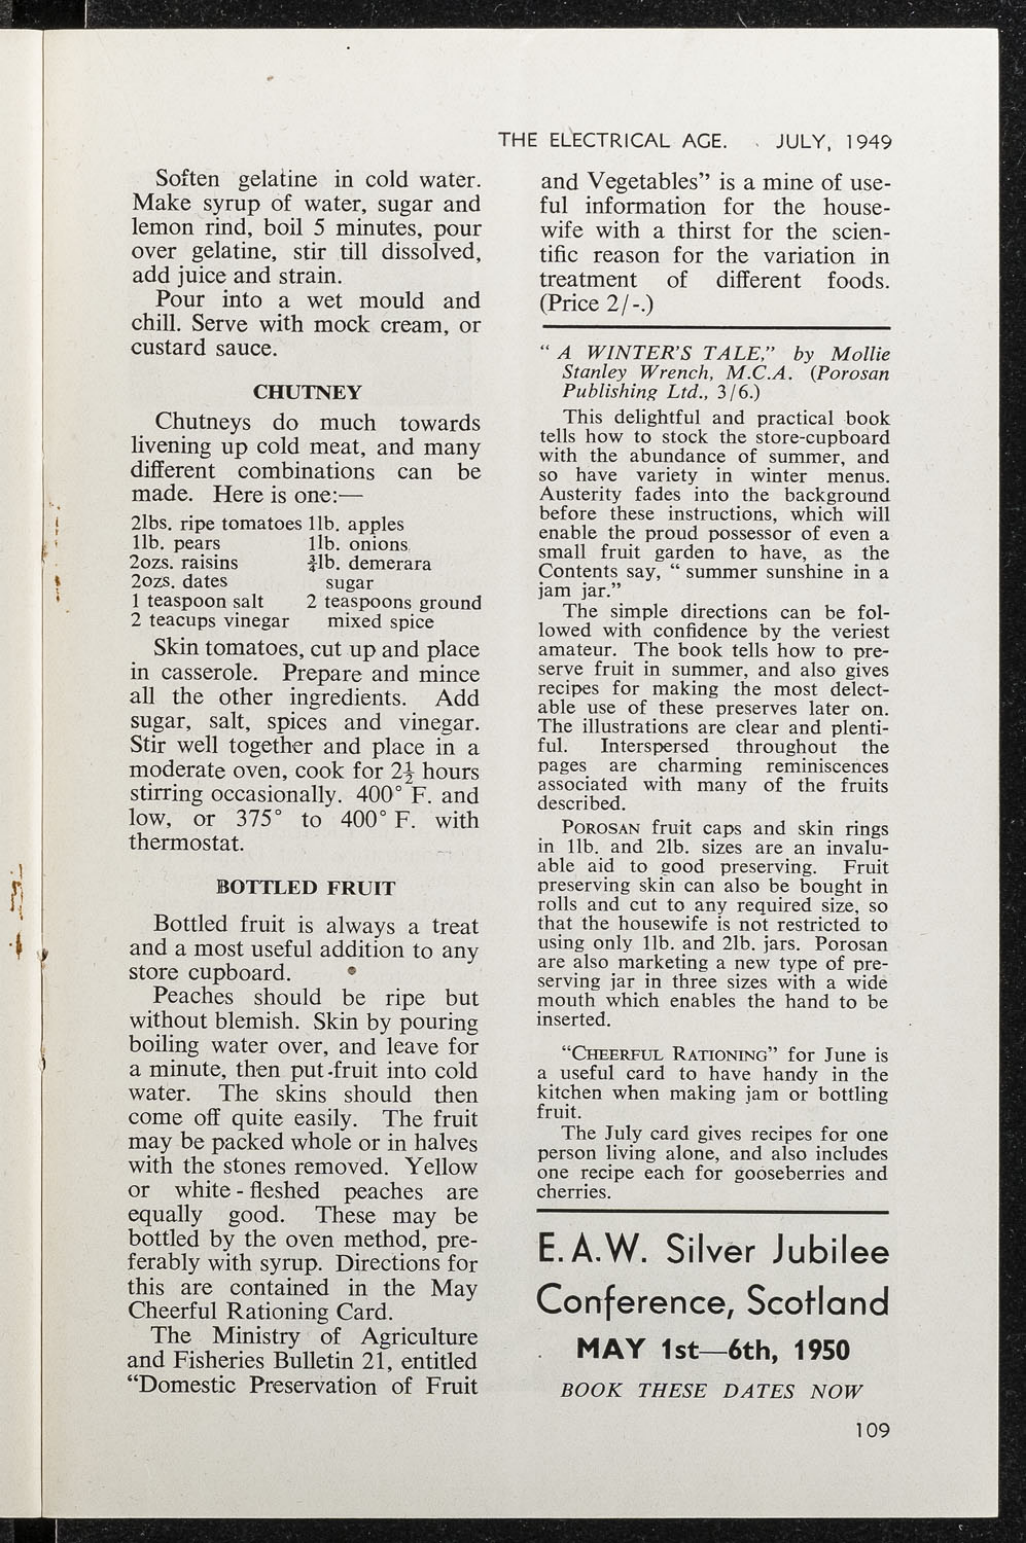 THE ELECTRICAL AGE. JULY, 1949
Soften gelatine in cold water.
Make syrup of water, sugar and
lemon rind, boil 5 minutes, pour
over gelatine, stir till dissolved,
add juice and strain.
Pour into a wet mould and
chill. Serve with mock cream, or
custard sauce.
CHUTNEY
Chutneys do much towards
livening up cold meat, and many
different combinations can be
made. Here is one:—
2lbs. ripe tomatoes 1lb. apples
1lb. pears 1lb. onions
2ozs. raisins ¾lb. demerara
2ozs. dates sugar
1 teaspoon salt 2 teaspoons ground
2 teacups vinegar mixed spice
Skin tomatoes, cut up and place
in casserole. Prepare and mince
all the other ingredients. Add
sugar, salt, spices and vinegar.
Stir well together and place in a
moderate oven, cook for 2½ hours
stirring occasionally. 400° F. and
low, or 375° to 400° F. with
thermostat.
BOTTLED FRUIT
Bottled fruit is always a treat
and a most useful addition to any
store cupboard.
Peaches should be ripe but
without blemish. Skin by pouring
boiling water over, and leave for
a minute, then put fruit into cold
water. The skins should then
come off quite easily. The fruit
may be packed whole or in halves
with the stones removed. Yellow
or white-fleshed peaches are
equally good. These may be
bottled by the oven method, pre-
ferably with syrup. Directions for
this are contained in the May
Cheerful Rationing Card.
The Ministry of Agriculture
and Fisheries Bulletin 21, entitled
“Domestic Preservation of Fruit
and Vegetables” is a mine of use-
ful information for the house-
wife with a thirst for the scien-
tific reason for the variation in
treatment of different foods.
(Price 2/-.)
“A WINTER'S TALE,” by Mollie
Stanley Wrench, M.C.A. (Porosan
Publishing Ltd., 3/6.)
This delightful and practical book
tells how to stock the store-cupboard
with the abundance of summer, and
so have variety in winter menus.
Austerity fades into the background
before these instructions, which will
enable the proud possessor of even a
small fruit garden to have, as the
Contents say, “summer sunshine in a
jam jar.”
The simple directions can be fol-
lowed with confidence by the veriest
amateur. The book tells how to pre-
serve fruit in summer, and also gives
recipes for making the most delect-
able use of these preserves later on.
The illustrations are clear and plenti-
ful. Interspersed throughout the
pages are charming reminiscences
associated with many of the fruits
described.
POROSAN fruit caps and skin rings
in 1lb. and 2lb. sizes are an invalu-
able aid to good preserving. Fruit
preserving skin can also be bought in
rolls and cut to any required size, so
that the housewife is not restricted to
using only 1lb. and 2lb. jars. Porosan
are also marketing a new type of pre-
serving jar in three sizes with a wide
mouth which enables the hand to be
inserted.
“CHEERFUL RATIONING” for June is
a useful card to have handy in the
kitchen when making jam or bottling
fruit.
The July card gives recipes for one
person living alone, and also includes
one recipe each for gooseberries and
cherries.
E.A.W. Silver Jubilee
Conference, Scotland
MAY 1st—6th, 1950
BOOK THESE DATES NOW
109